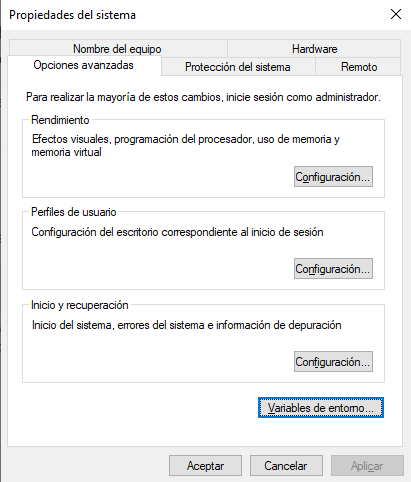 Propiedades del sistema
Nombre del equipo
Hardware
Opciones avanzadas
Protección del sistema
Remoto
Para realizar la mayoría de estos cambios, inicie sesión como administrador.
Rendimiento
Efectos visuales, programación del procesador, uso de memoria y
memoria virtual
Configuración...
Perfiles de usuario
Configuración del escritorio correspondiente al inicio de sesión
Configuración...
Inicio y recuperación
Inicio del sistema, errores del sistema e información de depuración
Configuración...
Variables de entorno...
Aceptar
Cancelar
Aplicar